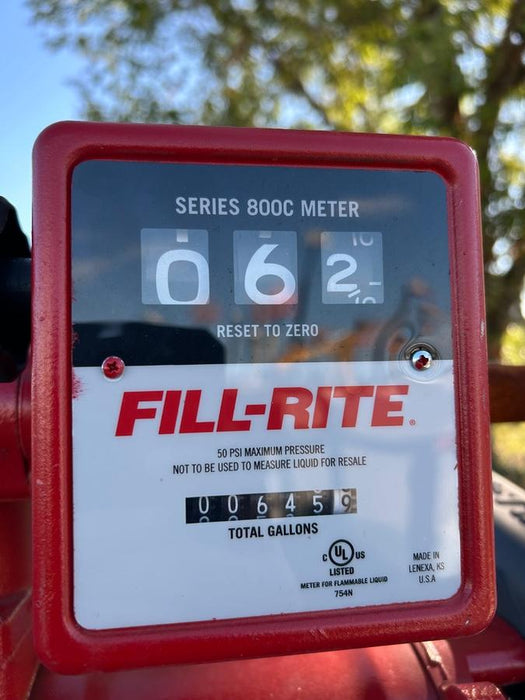 SERIES 800C METER
0 6 2
RESET TO ZERO
FILL-RITE®
50 PSI MAXIMUM PRESSURE
NOT TO BE USED TO MEASURE LIQUID FOR RESALE
0 0 6 4 5 9
TOTAL GALLONS
C UL US
LISTED
METER FOR FLAMMABLE LIQUID
754N
MADE IN
LENEXA, KS
U.S.A